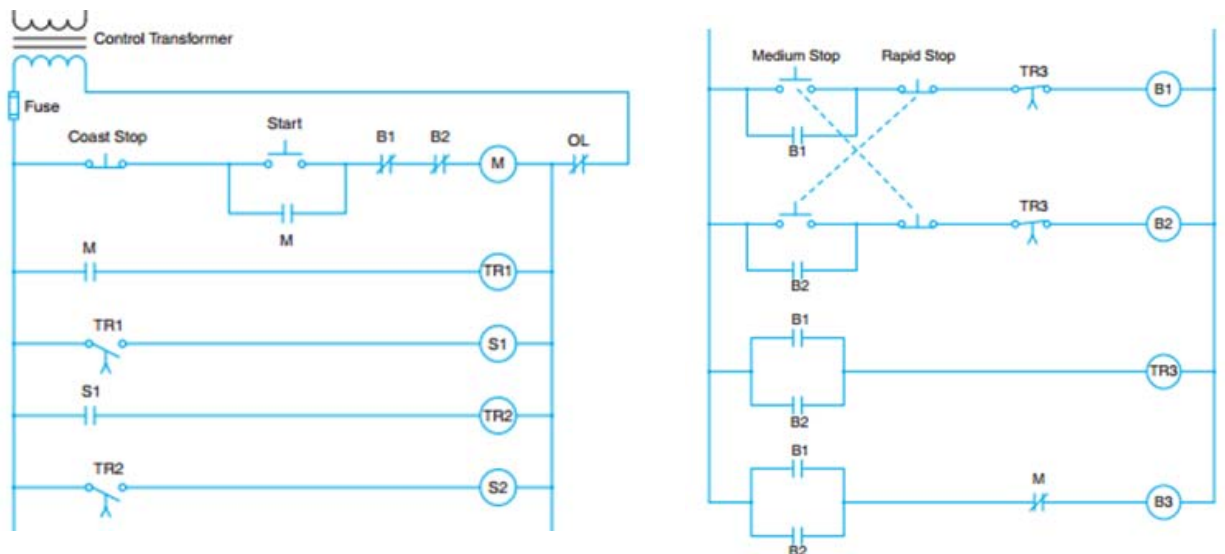 Control Transformer
Fuse
Coast Stop
Start
B1
B2
M
OL
M
M
TR1
TR1
S1
S1
TR2
TR2
S2
Medium Stop
Rapid Stop
TR3
B1
B1
TR3
B2
B2
B1
TR3
B2
B1
M
B3
B2